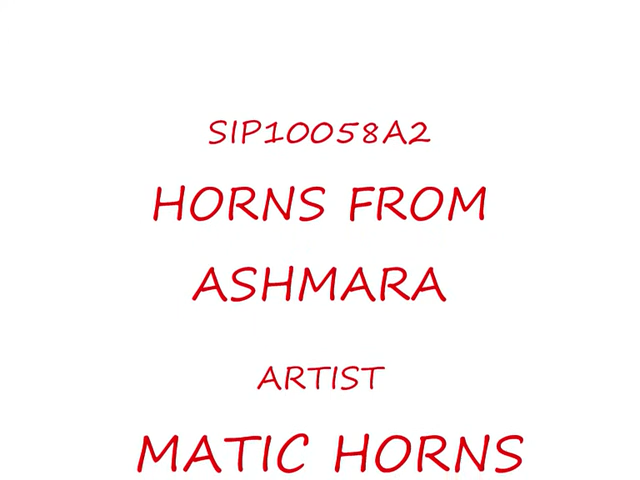 SIP10058A2
HORNS FROM
ASHMARA
ARTIST
MATIC HORNS